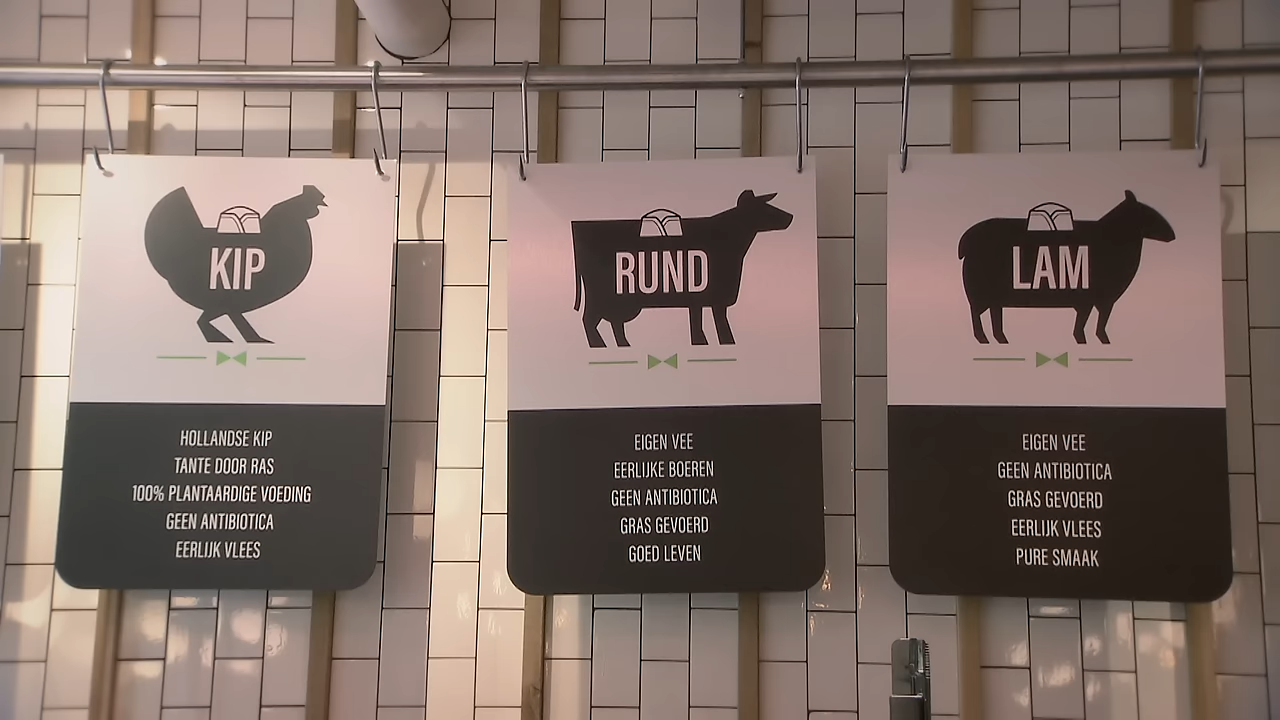 KIP
HOLLANDSE KIP
TANTE DOOR RAS
100% PLANTAARDIGE VOEDING
GEEN ANTIBIOTICA
EERLIJK VLEES
RUND
EIGEN VEE
EERLIJKE BOEREN
GEEN ANTIBIOTICA
GRAS GEVOERD
GOED LEVEN
LAM
EIGEN VEE
GEEN ANTIBIOTICA
GRAS GEVOERD
EERLIJK VLEES
PURE SMAAK